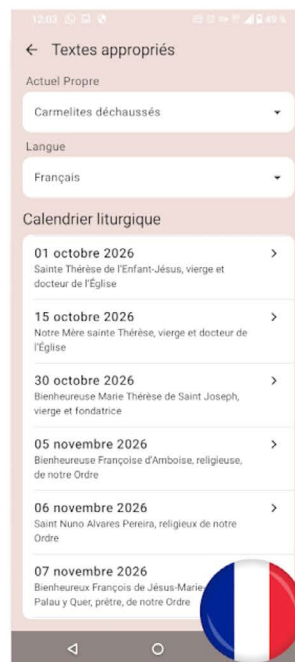 12:03
49 %
Textes appropriés
Actuel Propre
Carmelites déchaussés
Langue
Français
Calendrier liturgique
01 octobre 2026
Sainte Thérèse de l'Enfant-Jésus, vierge et
docteur de l'Église
15 octobre 2026
Notre Mère sainte Thérèse, vierge et docteur de
l'Église
30 octobre 2026
Bienheureuse Marie Thérèse de Saint Joseph,
vierge et fondatrice
05 novembre 2026
Bienheureuse Françoise d'Amboise, religieuse,
de notre Ordre
06 novembre 2026
Saint Nuno Alvares Pereira, religieux de notre
Ordre
07 novembre 2026
Bienheureux François de Jésus-Marie-
Palau y Quer, prêtre, de notre Ordre